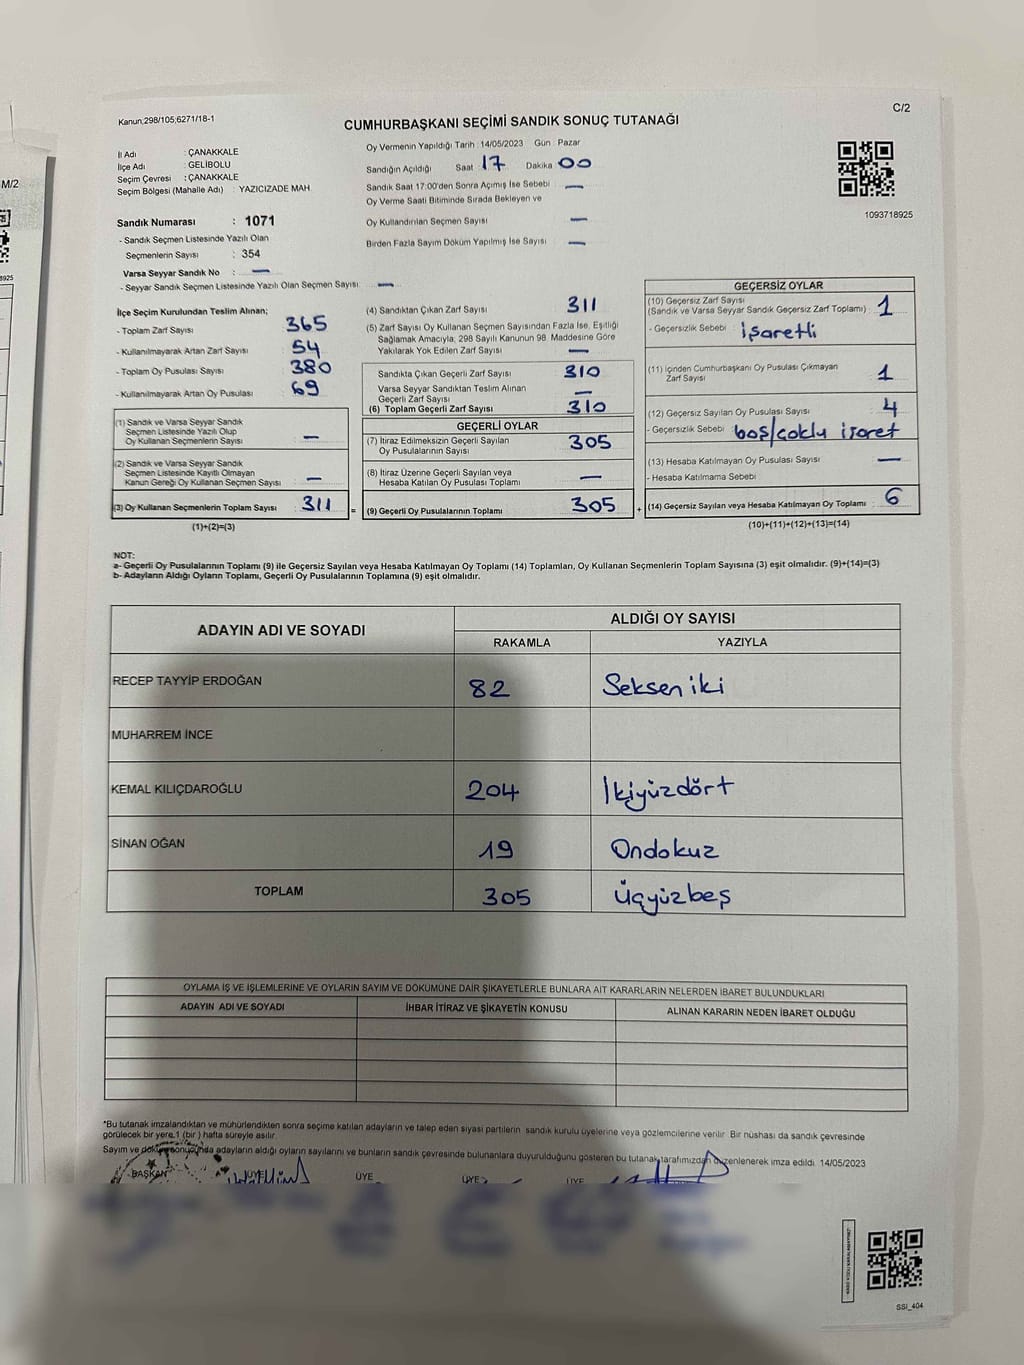 Kanun;298/105;6271/18-1
C/2
CUMHURBAŞKANI SEÇİMİ SANDIK SONUÇ TUTANAĞI
İl Adı : ÇANAKKALE
İlçe Adı : GELİBOLU
Seçim Çevresi : ÇANAKKALE
Seçim Bölgesi (Mahalle Adı) : YAZICIZADE MAH.
Sandık Numarası : 1071
- Sandık Seçmen Listesinde Yazılı Olan
Seçmenlerin Sayısı : 354
Varsa Seyyar Sandık No : —
- Seyyar Sandık Seçmen Listesinde Yazılı Olan Seçmen Sayısı: —
Oy Vermenin Yapıldığı Tarih : 14/05/2023 Gün : Pazar
Sandığın Açıldığı Saat 17 Dakika 00
Sandık Saat 17:00'den Sonra Açımış İse Sebebi —
Oy Verme Saati Bitiminde Sırada Bekleyen ve
Oy Kullandırılan Seçmen Sayısı —
Birden Fazla Sayım Döküm Yapılmış İse Sayısı —
1093718925
İlçe Seçim Kurulundan Teslim Alınan;
- Toplam Zarf Sayısı 365
- Kullanılmayarak Artan Zarf Sayısı 54
- Toplam Oy Pusulası Sayısı 380
- Kullanılmayarak Artan Oy Pusulası 69
(1) Sandık ve Varsa Seyyar Sandık
Seçmen Listesinde Yazılı Olup
Oy Kullanan Seçmenlerin Sayısı —
(2) Sandık ve Varsa Seyyar Sandık
Seçmen Listesinde Kayıtlı Olmayan
Kanun Gereği Oy Kullanan Seçmen Sayısı —
(3) Oy Kullanan Seçmenlerin Toplam Sayısı 311
(1)+(2)=(3)
=
(4) Sandıktan Çıkan Zarf Sayısı 311
(5) Zarf Sayısı Oy Kullanan Seçmen Sayısından Fazla İse, Eşitliği
Sağlamak Amacıyla, 298 Sayılı Kanunun 98. Maddesine Göre
Yakılarak Yok Edilen Zarf Sayısı —
Sandıkta Çıkan Geçerli Zarf Sayısı 310
Varsa Seyyar Sandıktan Teslim Alınan
Geçerli Zarf Sayısı —
(6) Toplam Geçerli Zarf Sayısı 310
GEÇERLİ OYLAR
(7) İtiraz Edilmeksizin Geçerli Sayılan
Oy Pusulalarının Sayısı 305
(8) İtiraz Üzerine Geçerli Sayılan veya
Hesaba Katılan Oy Pusulası Toplamı —
(9) Geçerli Oy Pusulalarının Toplamı 305
+
GEÇERSİZ OYLAR
(10) Geçersiz Zarf Sayısı
(Sandık ve Varsa Seyyar Sandık Geçersiz Zarf Toplamı) : 1
- Geçersizlik Sebebi işaretli
(11) İçinden Cumhurbaşkanı Oy Pusulası Çıkmayan
Zarf Sayısı 1
(12) Geçersiz Sayılan Oy Pusulası Sayısı 4
- Geçersizlik Sebebi boş/çoklu işaret
(13) Hesaba Katılmayan Oy Pusulası Sayısı —
- Hesaba Katılmama Sebebi
(14) Geçersiz Sayılan veya Hesaba Katılmayan Oy Toplamı 6
(10)+(11)+(12)+(13)=(14)
NOT:
a- Geçerli Oy Pusulalarının Toplamı (9) ile Geçersiz Sayılan veya Hesaba Katılmayan Oy Toplamı (14) Toplamları, Oy Kullanan Seçmenlerin Toplam Sayısına (3) eşit olmalıdır. (9)+(14)=(3)
b- Adayların Aldığı Oyların Toplamı, Geçerli Oy Pusulalarının Toplamına (9) eşit olmalıdır.
ADAYIN ADI VE SOYADI ALDIĞI OY SAYISI
RAKAMLA YAZIYLA
RECEP TAYYİP ERDOĞAN 82 Seksen iki
MUHARREM İNCE
KEMAL KILIÇDAROĞLU 204 İkiyüzdört
SİNAN OĞAN 19 Ondokuz
TOPLAM 305 Üçyüzbeş
OYLAMA İŞ VE İŞLEMLERİNE VE OYLARIN SAYIM VE DÖKÜMÜNE DAİR ŞİKAYETLERLE BUNLARA AİT KARARLARIN NELERDEN İBARET BULUNDUKLARI
ADAYIN ADI VE SOYADI İHBAR İTİRAZ VE ŞİKAYETİN KONUSU ALINAN KARARIN NEDEN İBARET OLDUĞU
*Bu tutanak imzalandıktan ve mühürlendikten sonra seçime katılan adayların ve talep eden siyasi partilerin sandık kurulu üyelerine veya gözlemcilerine verilir. Bir nüshası da sandık çevresinde
görülecek bir yere 1 (bir ) hafta süreyle asılır.
Sayım ve döküm sonucunda adayların aldığı oyların sayılarını ve bunların sandık çevresinde bulunanlara duyurulduğunu gösteren bu tutanak tarafımızdan düzenlenerek imza edildi. 14/05/2023
BAŞKAN ÜYE ÜYE ÜYE ÜYE
SSİ_404
M/2
8925